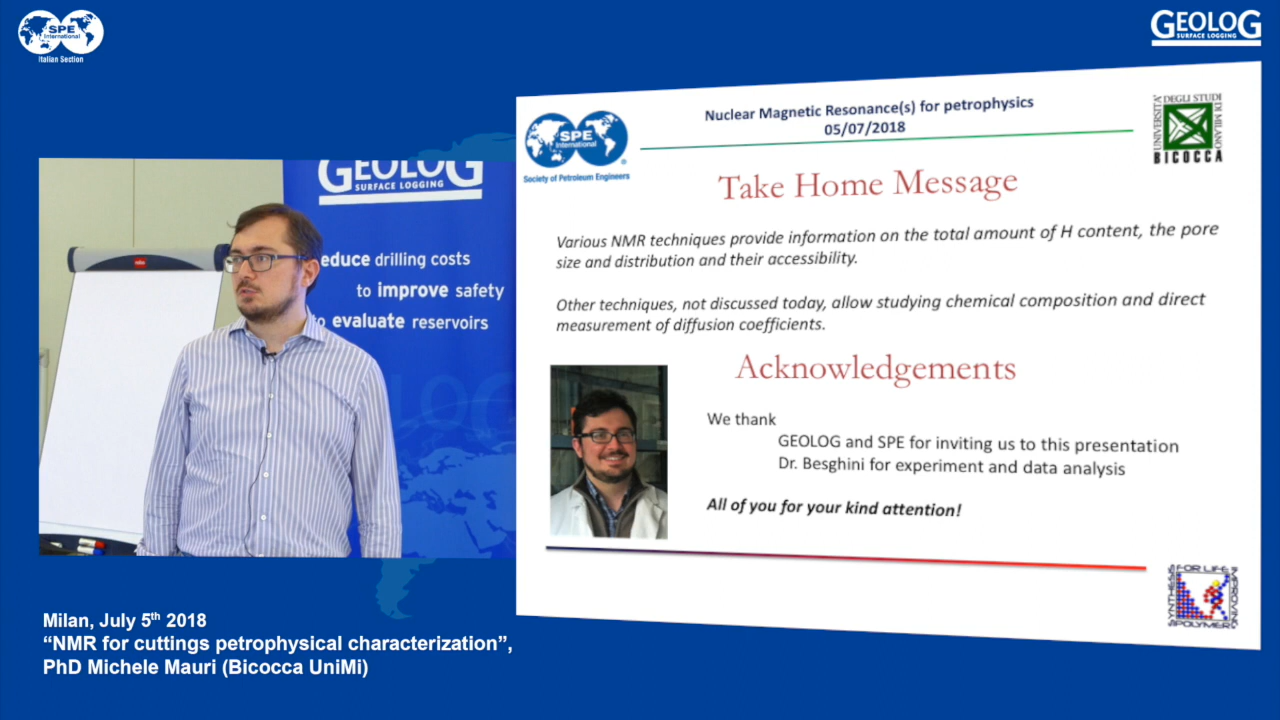 SPE
International
Italian Section
GEOLOG
SURFACE LOGGING
GEOLOG
SURFACE LOGGING
educe drilling costs
to improve safety
o evaluate reservoirs
SPE
International
Society of Petroleum Engineers
Nuclear Magnetic Resonance(s) for petrophysics
05/07/2018
UNIVERSITA'
DEGLI STUDI
DI MILANO
BICOCCA
Take Home Message
Various NMR techniques provide information on the total amount of H content, the pore
size and distribution and their accessibility.
Other techniques, not discussed today, allow studying chemical composition and direct
measurement of diffusion coefficients.
Acknowledgements
We thank
GEOLOG and SPE for inviting us to this presentation
Dr. Besghini for experiment and data analysis
All of you for your kind attention!
SYNTHESIS
FOR LIFE
IMPROVING
POLYMER
Milan, July 5th 2018
“NMR for cuttings petrophysical characterization”,
PhD Michele Mauri (Bicocca UniMi)